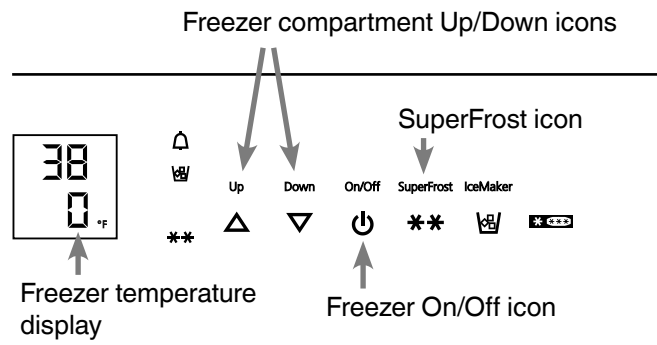 Freezer compartment Up/Down icons
SuperFrost icon
38
0 °F
Up Down On/Off SuperFrost IceMaker
Freezer temperature
display
Freezer On/Off icon